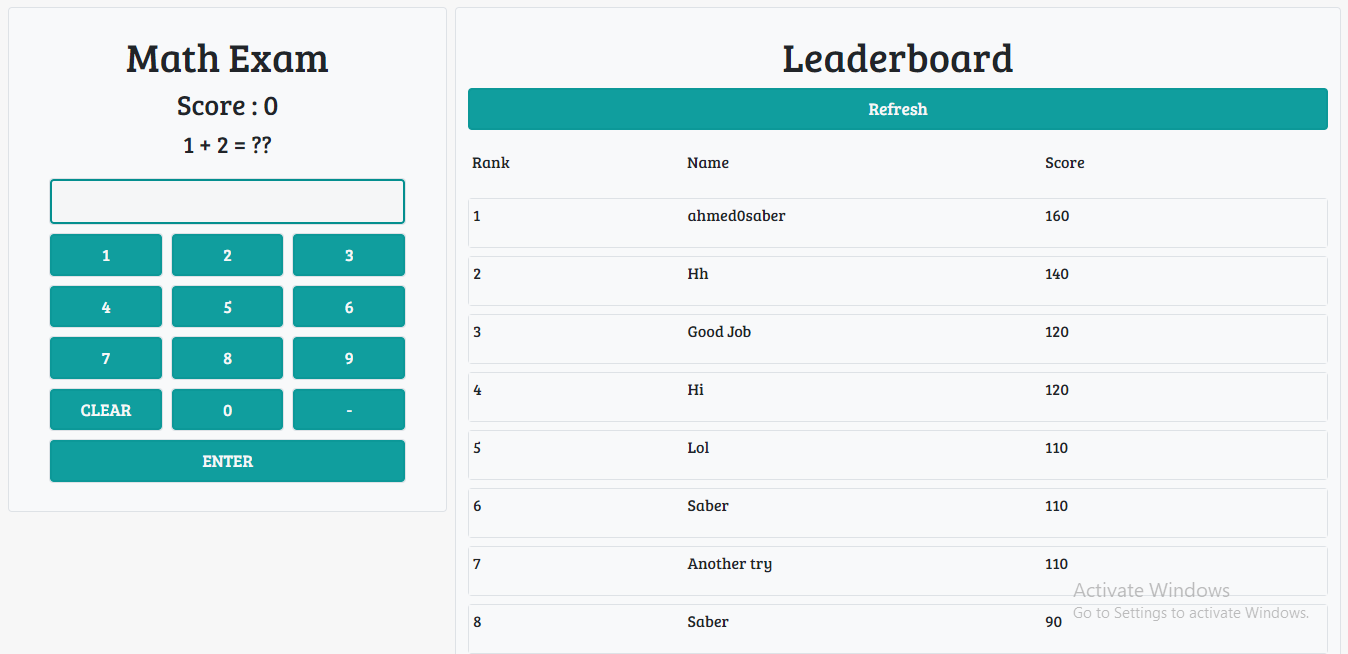 Math Exam
Score : 0
1 + 2 = ??
1 2 3
4 5 6
7 8 9
CLEAR 0 -
ENTER
Leaderboard
Refresh
Rank Name Score
1 ahmed0saber 160
2 Hh 140
3 Good Job 120
4 Hi 120
5 Lol 110
6 Saber 110
7 Another try 110
8 Saber 90
Activate Windows
Go to Settings to activate Windows.